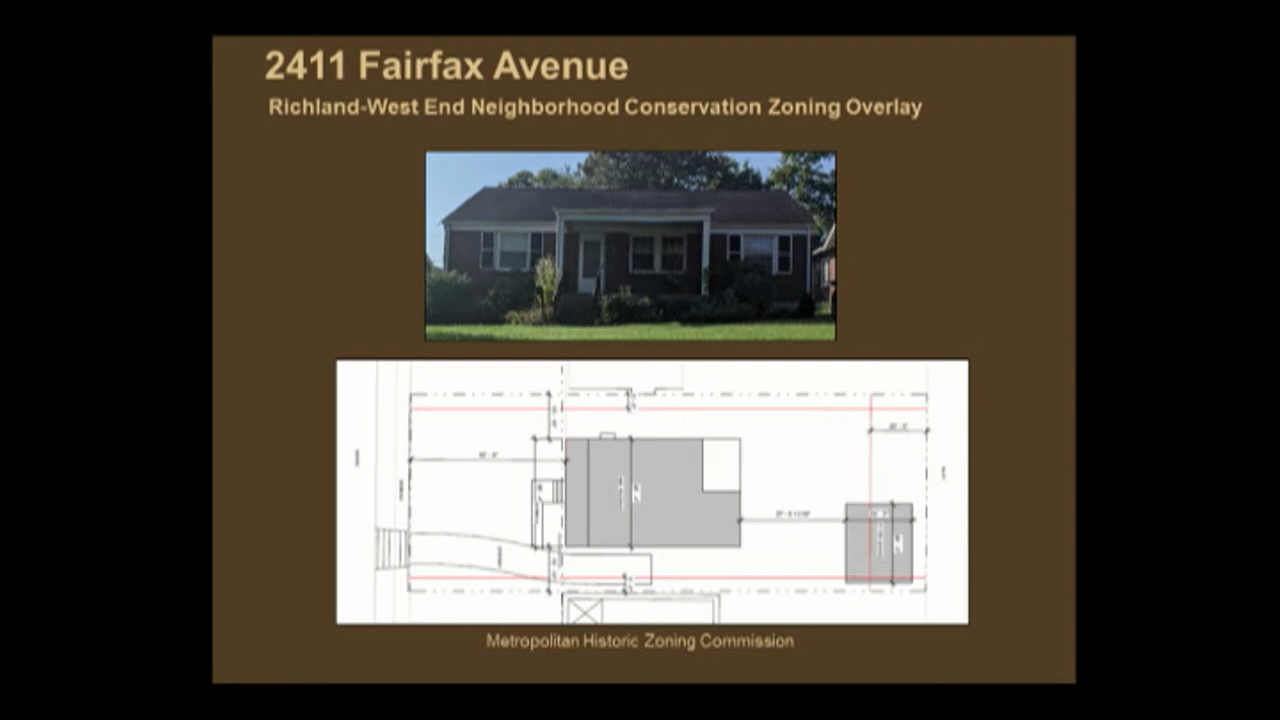 2411 Fairfax Avenue
Richland-West End Neighborhood Conservation Zoning Overlay
Metropolitan Historic Zoning Commission